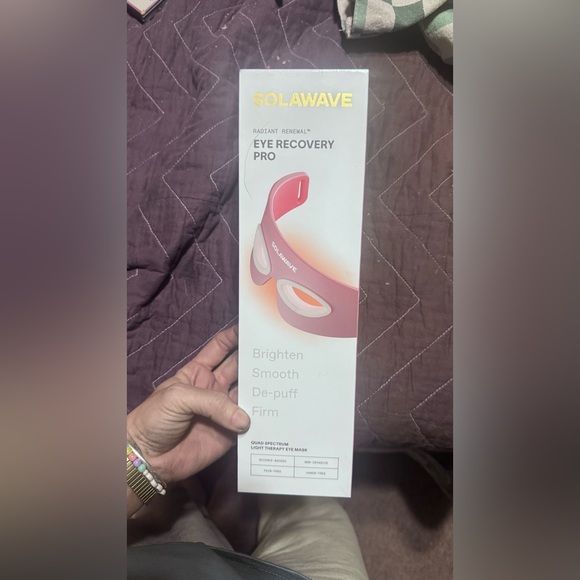 SOLAWAVE
RADIANT RENEWAL™
EYE RECOVERY
PRO
SOLAWAVE
Brighten
Smooth
De-puff
Firm
QUAD SPECTRUM
LIGHT THERAPY EYE MASK